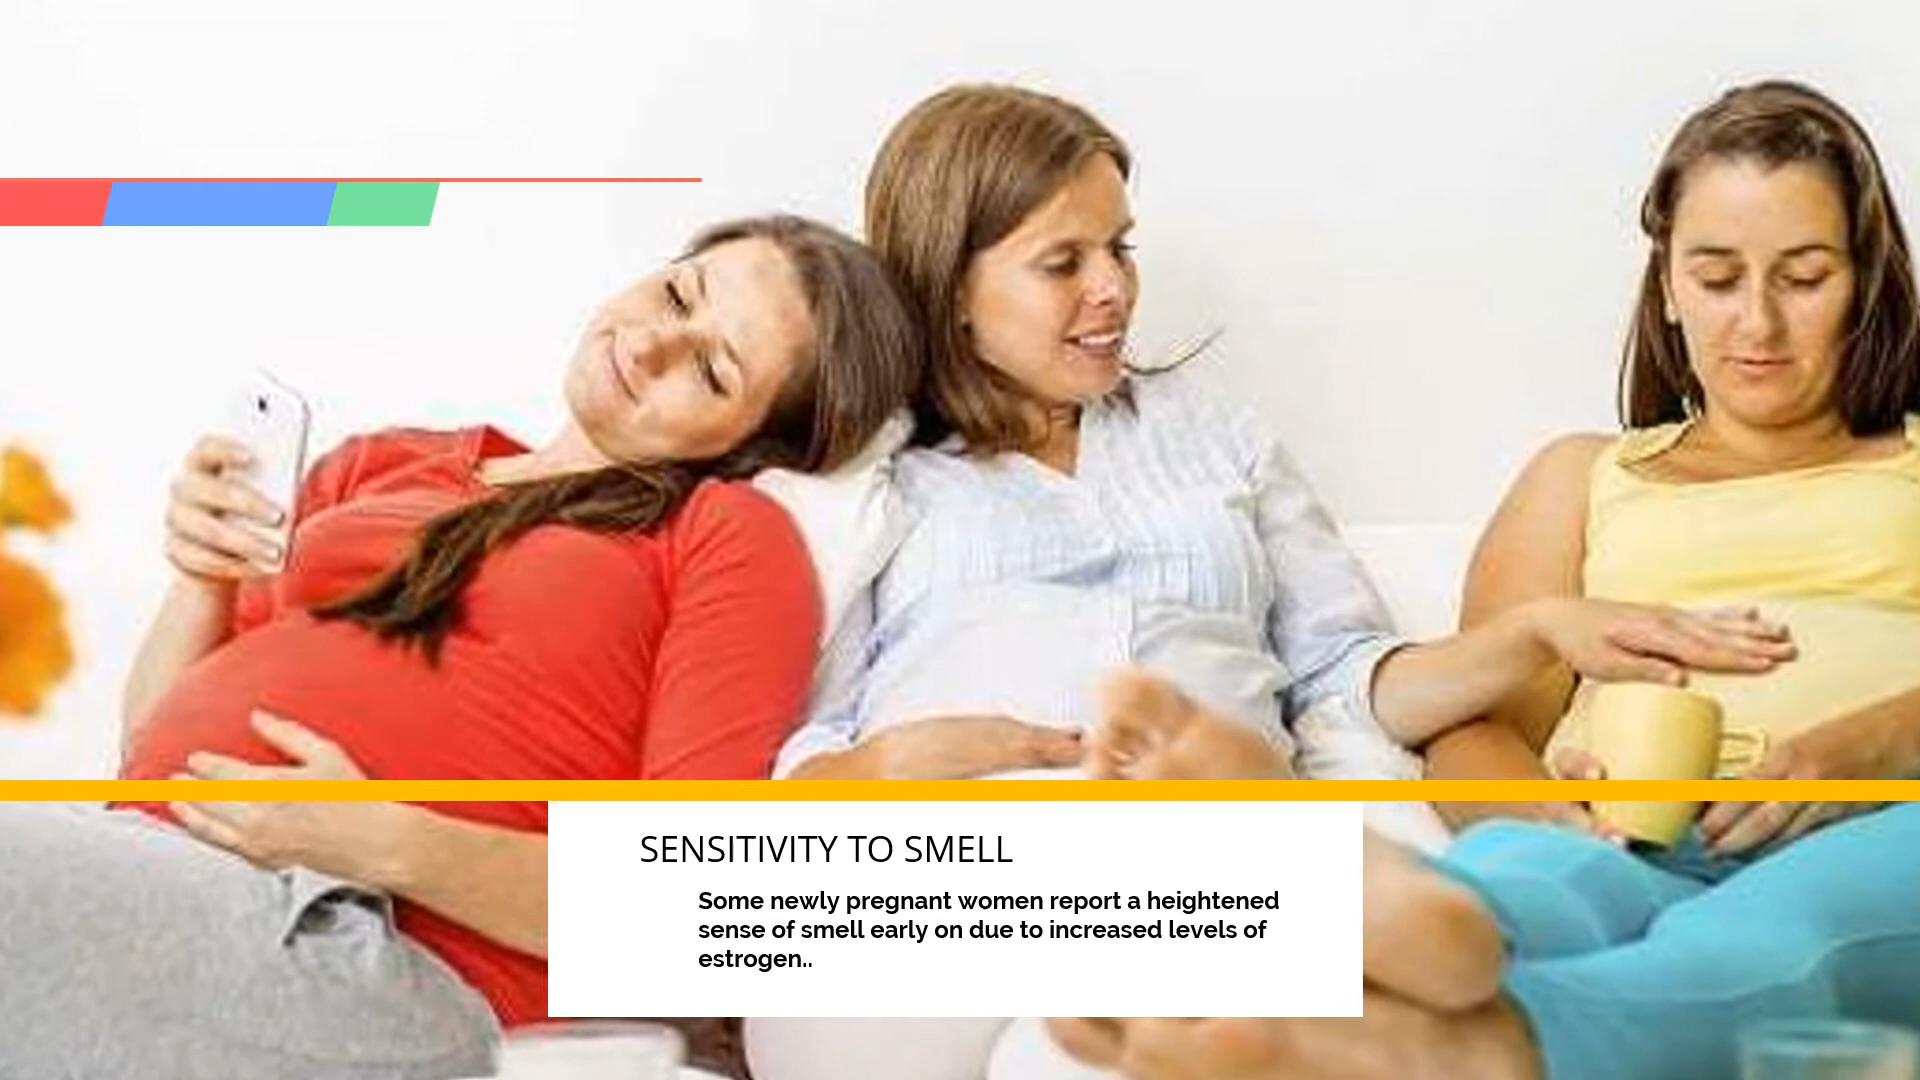 SENSITIVITY TO SMELL
Some newly pregnant women report a heightened
sense of smell early on due to increased levels of
estrogen..